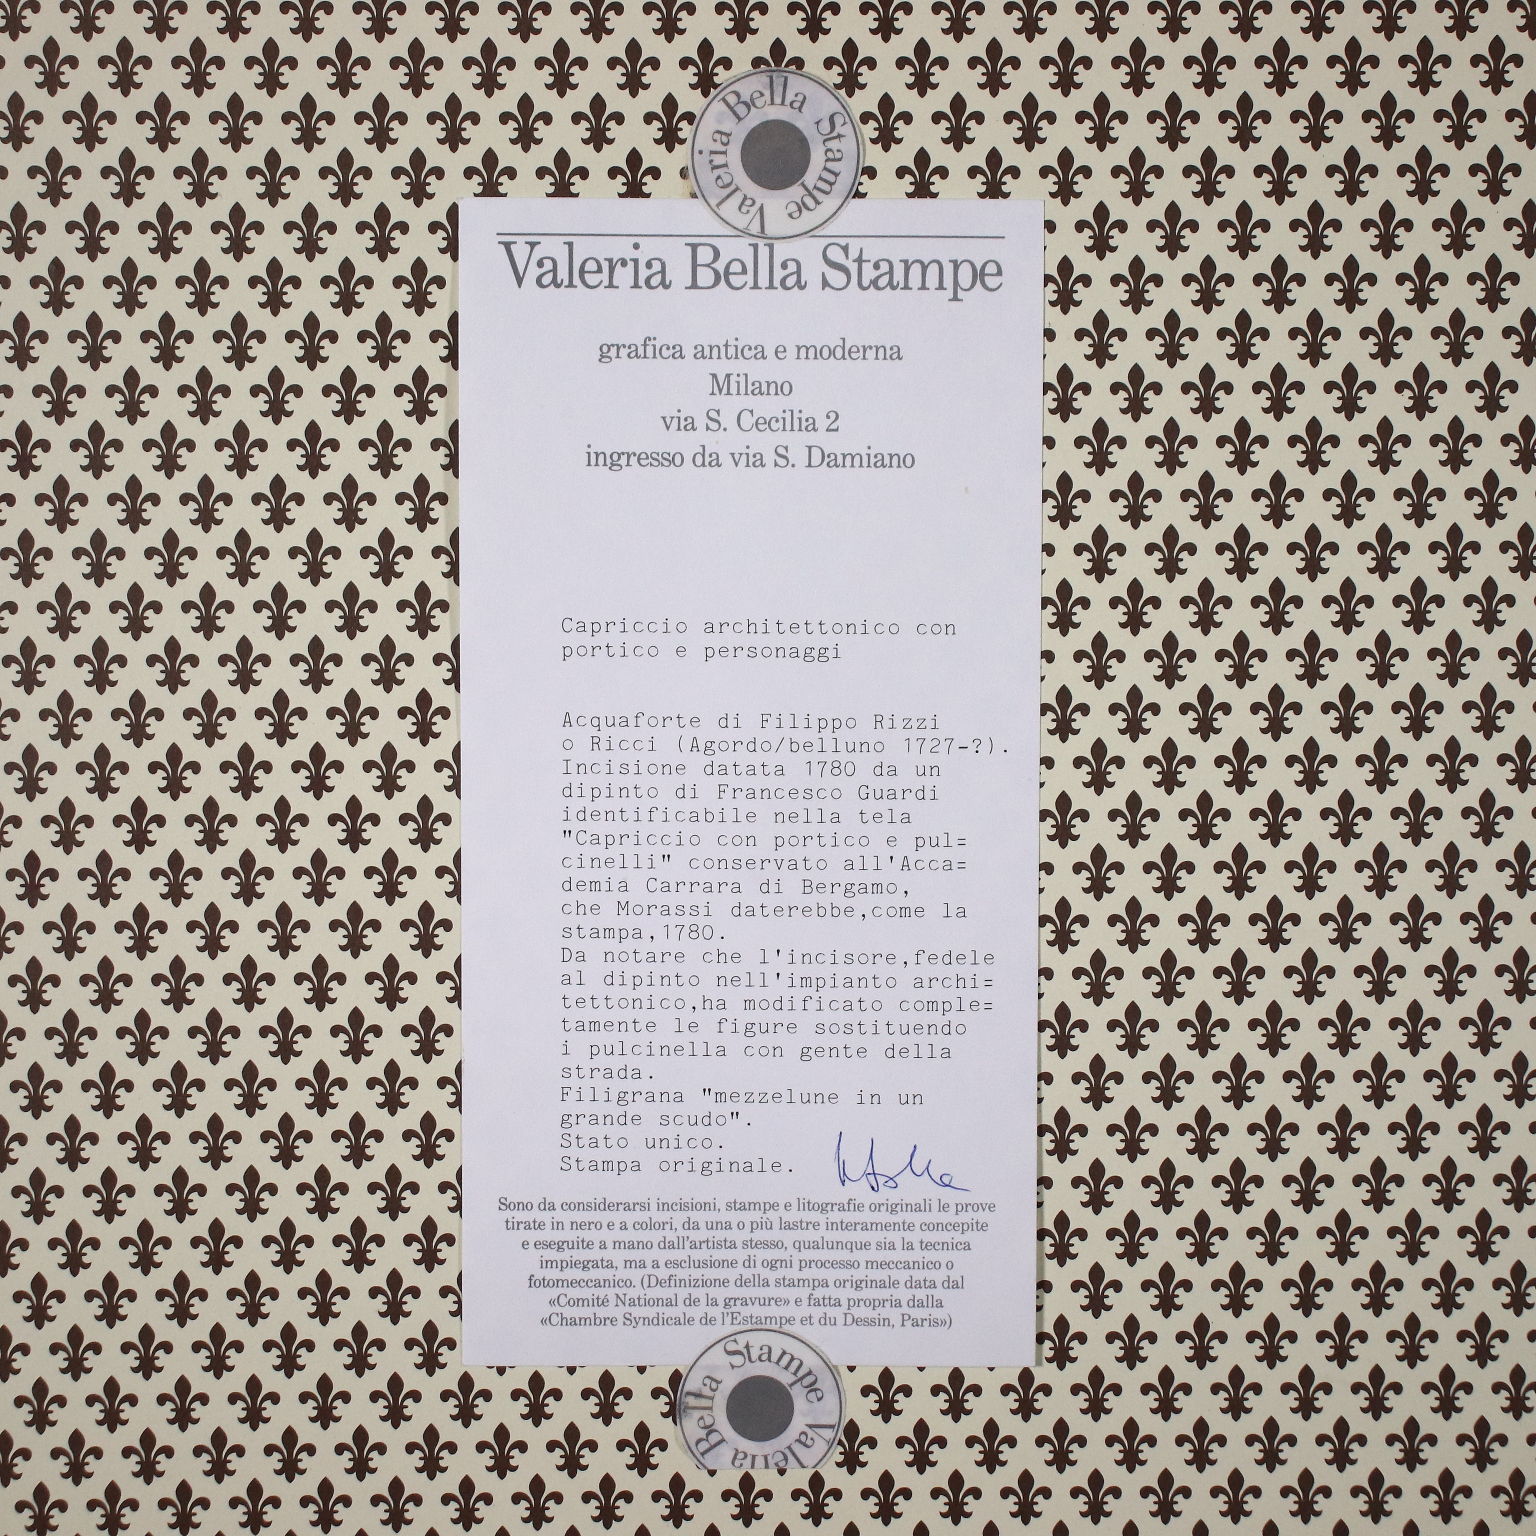 Valeria Bella Stampe
Valeria Bella Stampe
grafica antica e moderna
Milano
via S. Cecilia 2
ingresso da via S. Damiano
Capriccio architettonico con
portico e personaggi
Acquaforte di Filippo Rizzi
o Ricci (Agordo/belluno 1727-?).
Incisione datata 1780 da un
dipinto di Francesco Guardi
identificabile nella tela
"Capriccio con portico e pul=
cinelli" conservato all'Acca=
demia Carrara di Bergamo,
che Morassi daterebbe,come la
stampa,1780.
Da notare che l'incisore,fedele
al dipinto nell'impianto archi=
tettonico,ha modificato comple=
tamente le figure sostituendo
i pulcinella con gente della
strada.
Filigrana "mezzelune in un
grande scudo".
Stato unico.
Stampa originale.
Sono da considerarsi incisioni, stampe e litografie originali le prove
tirate in nero e a colori, da una o più lastre interamente concepite
e eseguite a mano dall'artista stesso, qualunque sia la tecnica
impiegata, ma a esclusione di ogni processo meccanico o
fotomeccanico. (Definizione della stampa originale data dal
«Comité National de la gravure» e fatta propria dalla
«Chambre Syndicale de l'Estampe et du Dessin, Paris»)
Bella Stampe Valeria